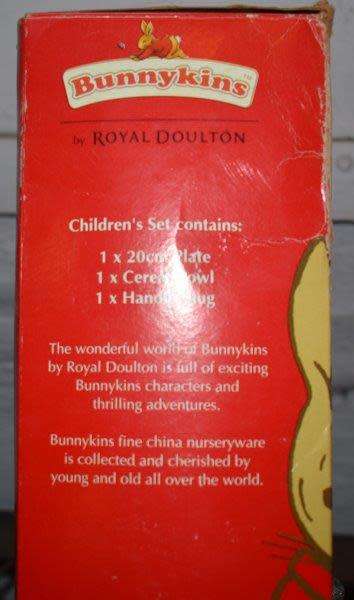 Bunnykins™
by ROYAL DOULTON
Children's Set contains:
1 x 20cm Plate
1 x Cereal Bowl
1 x Mug
The wonderful world of Bunnykins
by Royal Doulton is full of exciting
Bunnykins characters and
thrilling adventures.
Bunnykins fine china nurseryware
is collected and cherished by
young and old all over the world.